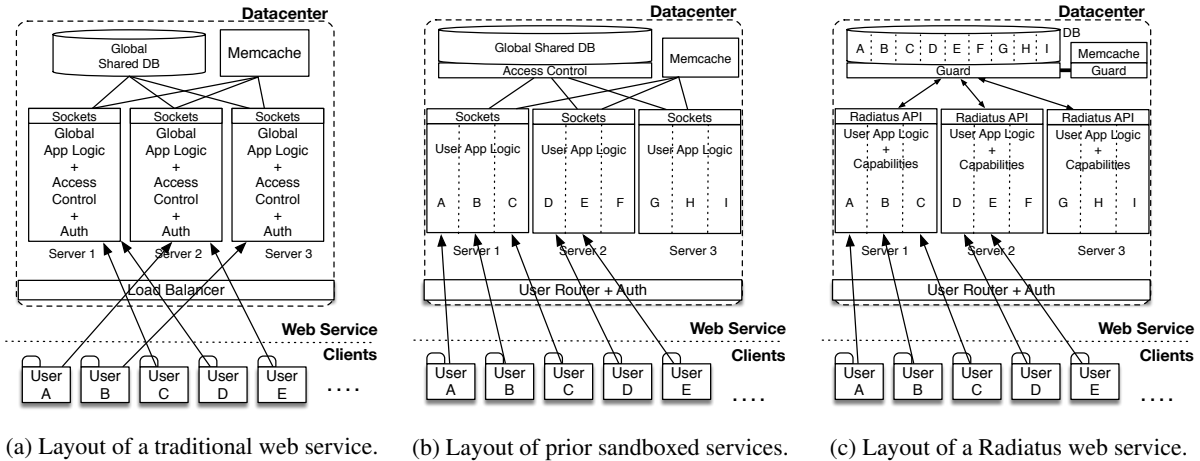 Datacenter
Global
Shared DB
Memcache
Sockets
Sockets
Sockets
Global
App Logic
+
Access
Control
+
Auth
Global
App Logic
+
Access
Control
+
Auth
Global
App Logic
+
Access
Control
+
Auth
Server 1
Server 2
Server 3
Load Balancer
Web Service
Clients
User
A
User
B
User
C
User
D
User
E
. . . .
(a) Layout of a traditional web service.
Datacenter
Global Shared DB
Access Control
Memcache
Sockets
Sockets
Sockets
User App Logic
User App Logic
User App Logic
A B C
D E F
G H I
Server 1
Server 2
Server 3
User Router + Auth
Web Service
Clients
User
A
User
B
User
C
User
D
User
E
. . . .
(b) Layout of prior sandboxed services.
Datacenter
DB
A B C D E F G H I
Guard
Memcache
Guard
Radiatus API
Radiatus API
Radiatus API
User App Logic
+
Capabilities
User App Logic
+
Capabilities
User App Logic
+
Capabilities
A B C
D E F
G H I
Server 1
Server 2
Server 3
User Router + Auth
Web Service
Clients
User
A
User
B
User
C
User
D
User
E
. . . .
(c) Layout of a Radiatus web service.